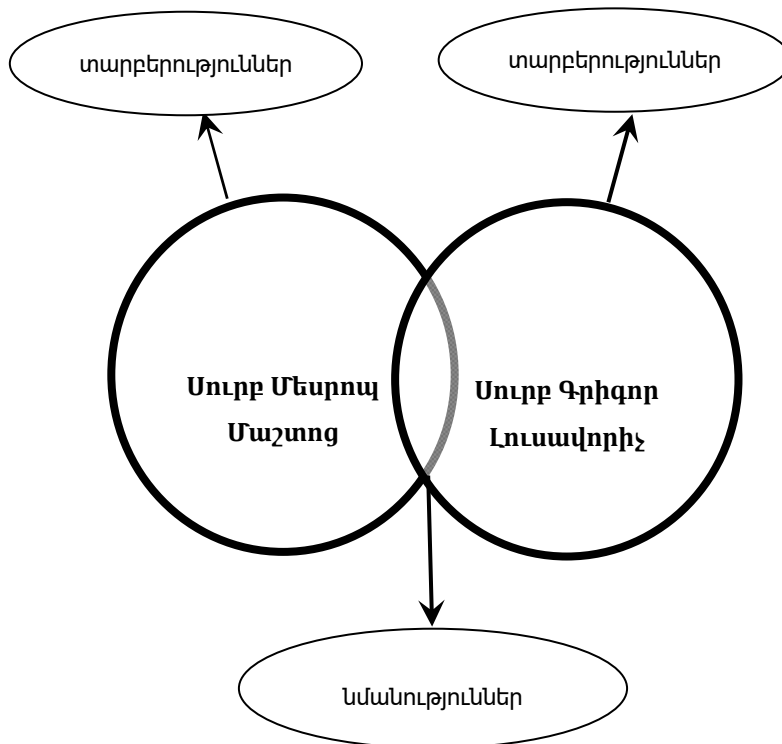 տարբերություններ
տարբերություններ
Սուրբ Մեսրոպ
Մաշտոց
Սուրբ Գրիգոր
Լուսավորիչ
նմանություններ